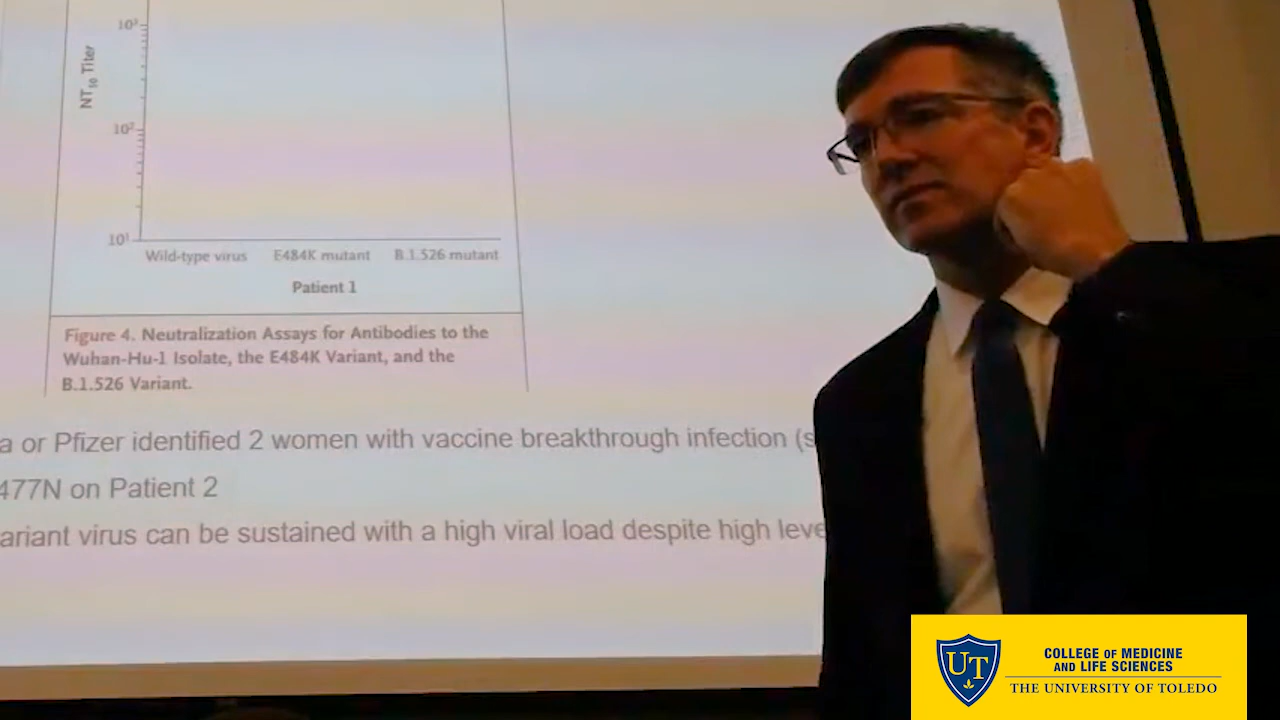 10³
NT₅₀ Titer
10²
10¹
Wild-type virus E484K mutant B.1.526 mutant
Patient 1
Figure 4. Neutralization Assays for Antibodies to the
Wuhan-Hu-1 Isolate, the E484K Variant, and the
B.1.526 Variant.
a or Pfizer identified 2 women with vaccine breakthrough infection (s
477N on Patient 2
ariant virus can be sustained with a high viral load despite high leve
UT
COLLEGE OF MEDICINE
AND LIFE SCIENCES
THE UNIVERSITY OF TOLEDO